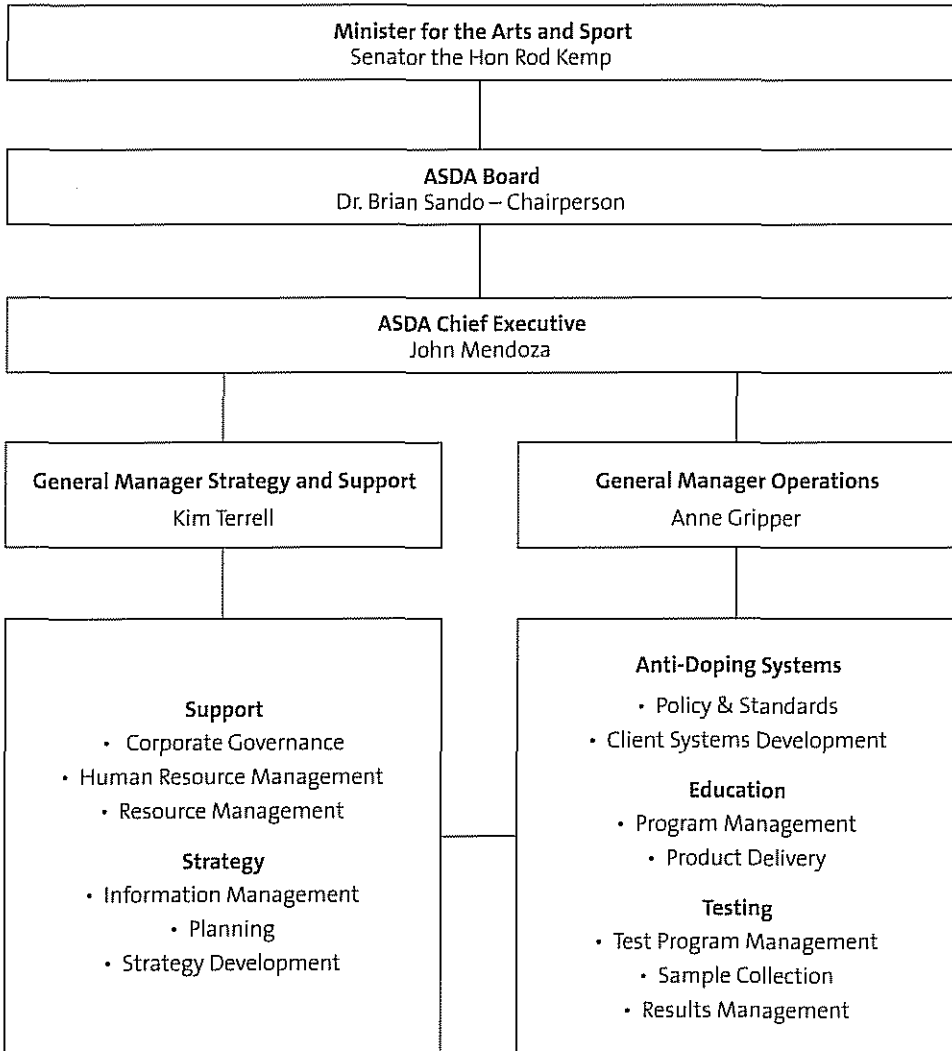 Minister for the Arts and Sport
Senator the Hon Rod Kemp
ASDA Board
Dr. Brian Sando – Chairperson
ASDA Chief Executive
John Mendoza
General Manager Strategy and Support
Kim Terrell
General Manager Operations
Anne Gripper
Support
• Corporate Governance
• Human Resource Management
• Resource Management
Strategy
• Information Management
• Planning
• Strategy Development
Anti-Doping Systems
• Policy & Standards
• Client Systems Development
Education
• Program Management
• Product Delivery
Testing
• Test Program Management
• Sample Collection
• Results Management